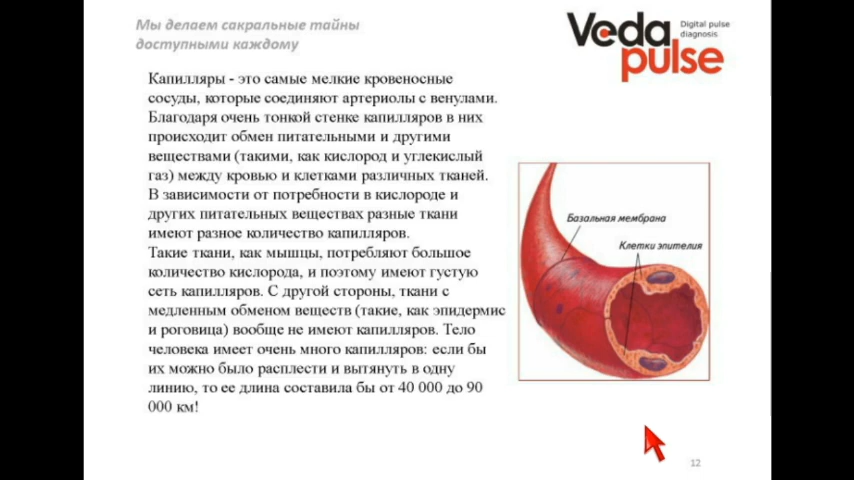 Мы делаем сакральные тайны
доступными каждому
Veda
pulse
Digital pulse
diagnosis
Капилляры - это самые мелкие кровеносные
сосуды, которые соединяют артериолы с венулами.
Благодаря очень тонкой стенке капилляров в них
происходит обмен питательными и другими
веществами (такими, как кислород и углекислый
газ) между кровью и клетками различных тканей.
В зависимости от потребности в кислороде и
других питательных веществах разные ткани
имеют разное количество капилляров.
Такие ткани, как мышцы, потребляют большое
количество кислорода, и поэтому имеют густую
сеть капилляров. С другой стороны, ткани с
медленным обменом веществ (такие, как эпидермис
и роговица) вообще не имеют капилляров. Тело
человека имеет очень много капилляров: если бы
их можно было расплести и вытянуть в одну
линию, то ее длина составила бы от 40 000 до 90
000 км!
Базальная мембрана
Клетки эпителия
12